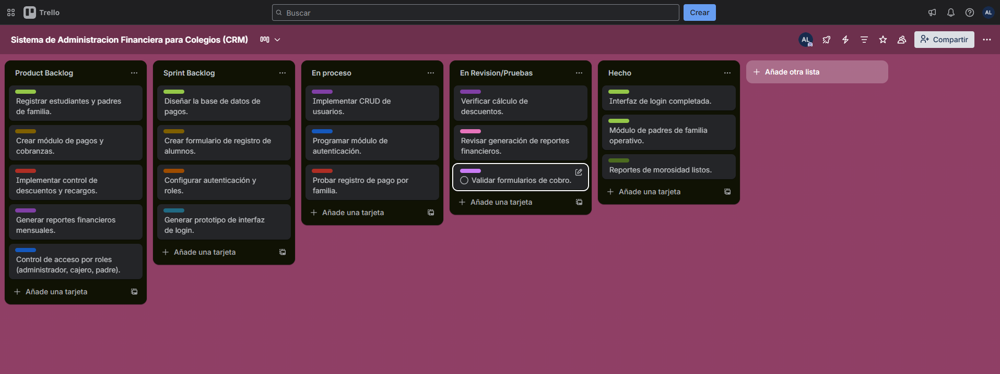 Trello
Buscar
Crear
AL
Sistema de Administracion Financiera para Colegios (CRM)
AL
Compartir
Product Backlog
Registrar estudiantes y padres
de familia.
Crear módulo de pagos y
cobranzas.
Implementar control de
descuentos y recargos.
Generar reportes financieros
mensuales.
Control de acceso por roles
(administrador, cajero, padre).
Añade una tarjeta
Sprint Backlog
Diseñar la base de datos de
pagos.
Crear formulario de registro de
alumnos.
Configurar autenticación y
roles.
Generar prototipo de interfaz
de login.
Añade una tarjeta
En proceso
Implementar CRUD de
usuarios.
Programar módulo de
autenticación.
Probar registro de pago por
familia.
Añade una tarjeta
En Revision/Pruebas
Verificar cálculo de
descuentos.
Revisar generación de reportes
financieros.
Validar formularios de cobro.
Añade una tarjeta
Hecho
Interfaz de login completada.
Módulo de padres de familia
operativo.
Reportes de morosidad listos.
Añade una tarjeta
Añade otra lista